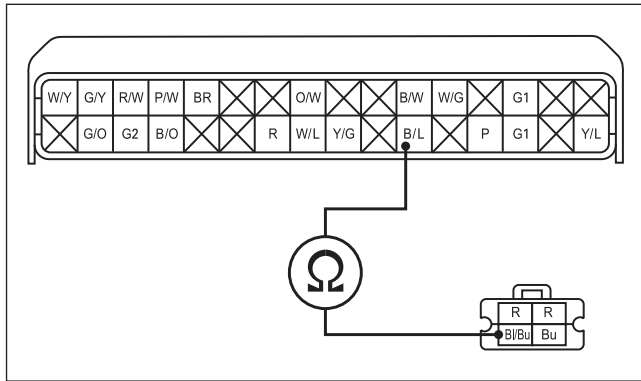 W/Y G/Y R/W P/W BR O/W B/W W/G G1
G/O G2 B/O R W/L Y/G B/L P G1 Y/L
Ω
R R
Bl/Bu Bu